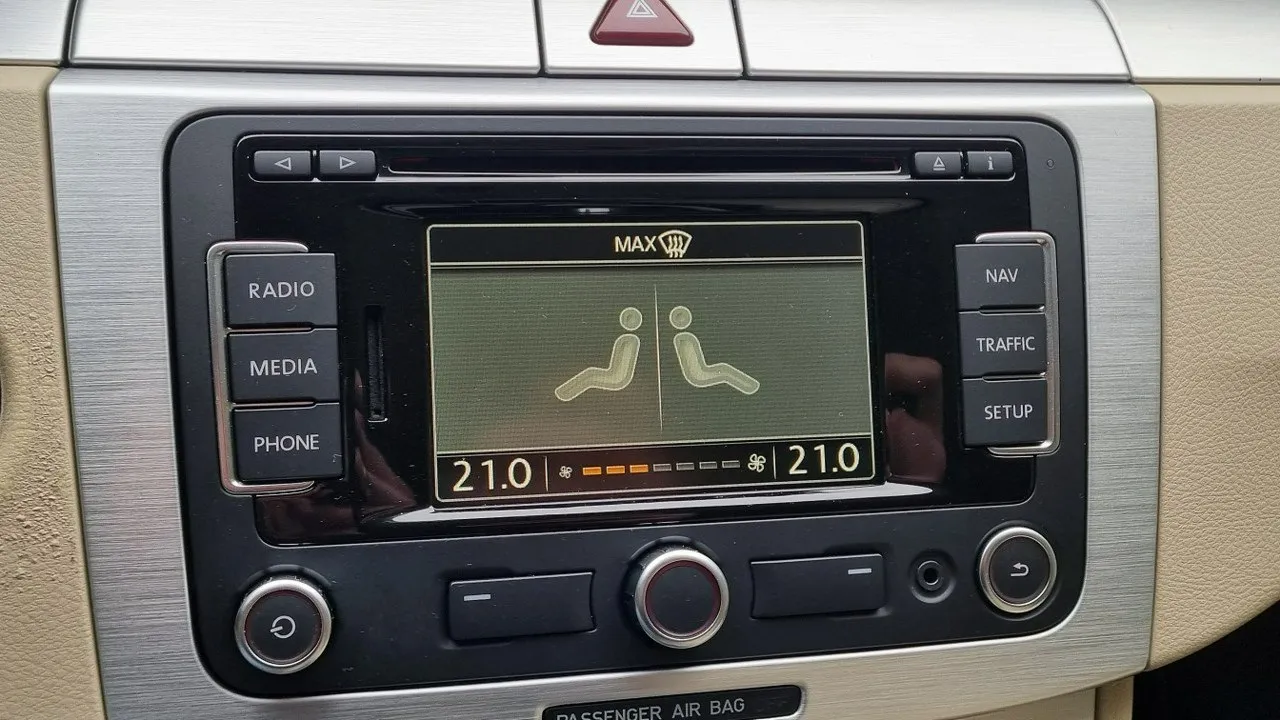 MAX
RADIO
MEDIA
PHONE
NAV
TRAFFIC
SETUP
21.0
21.0
PASSENGER AIR BAG